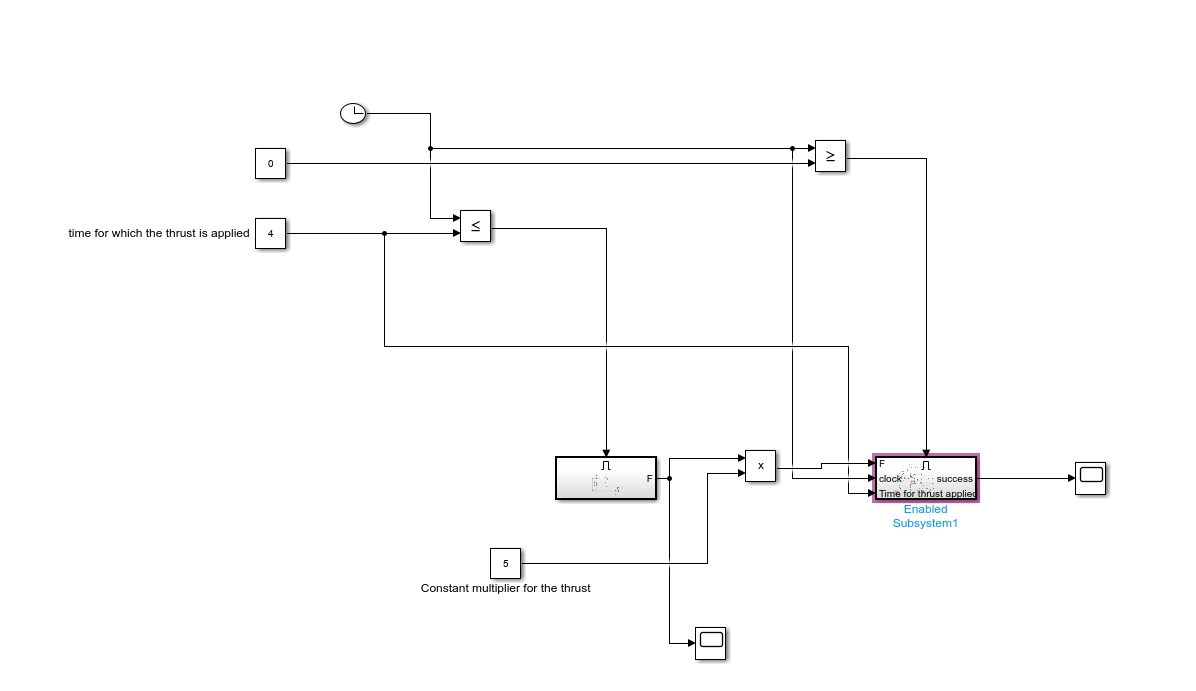 0
≥
time for which the thrust is applied
4
≤
x
F
F
clock
success
Time for thrust applied
Enabled
Subsystem1
5
Constant multiplier for the thrust